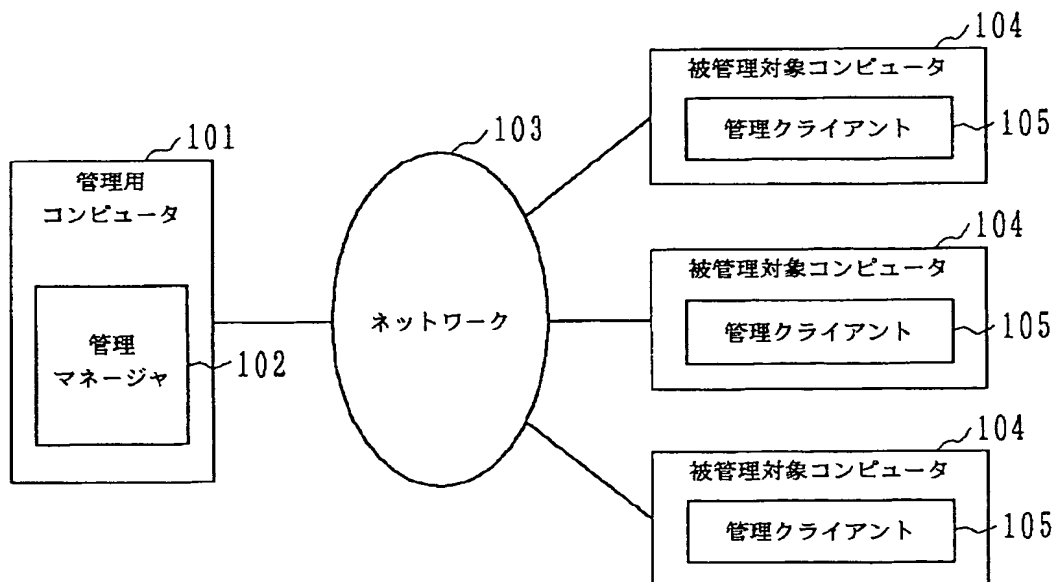 101
管理用
コンピュータ
管理
マネージャ
102
103
ネットワーク
104
被管理対象コンピュータ
管理クライアント
105
104
被管理対象コンピュータ
管理クライアント
105
104
被管理対象コンピュータ
管理クライアント
105